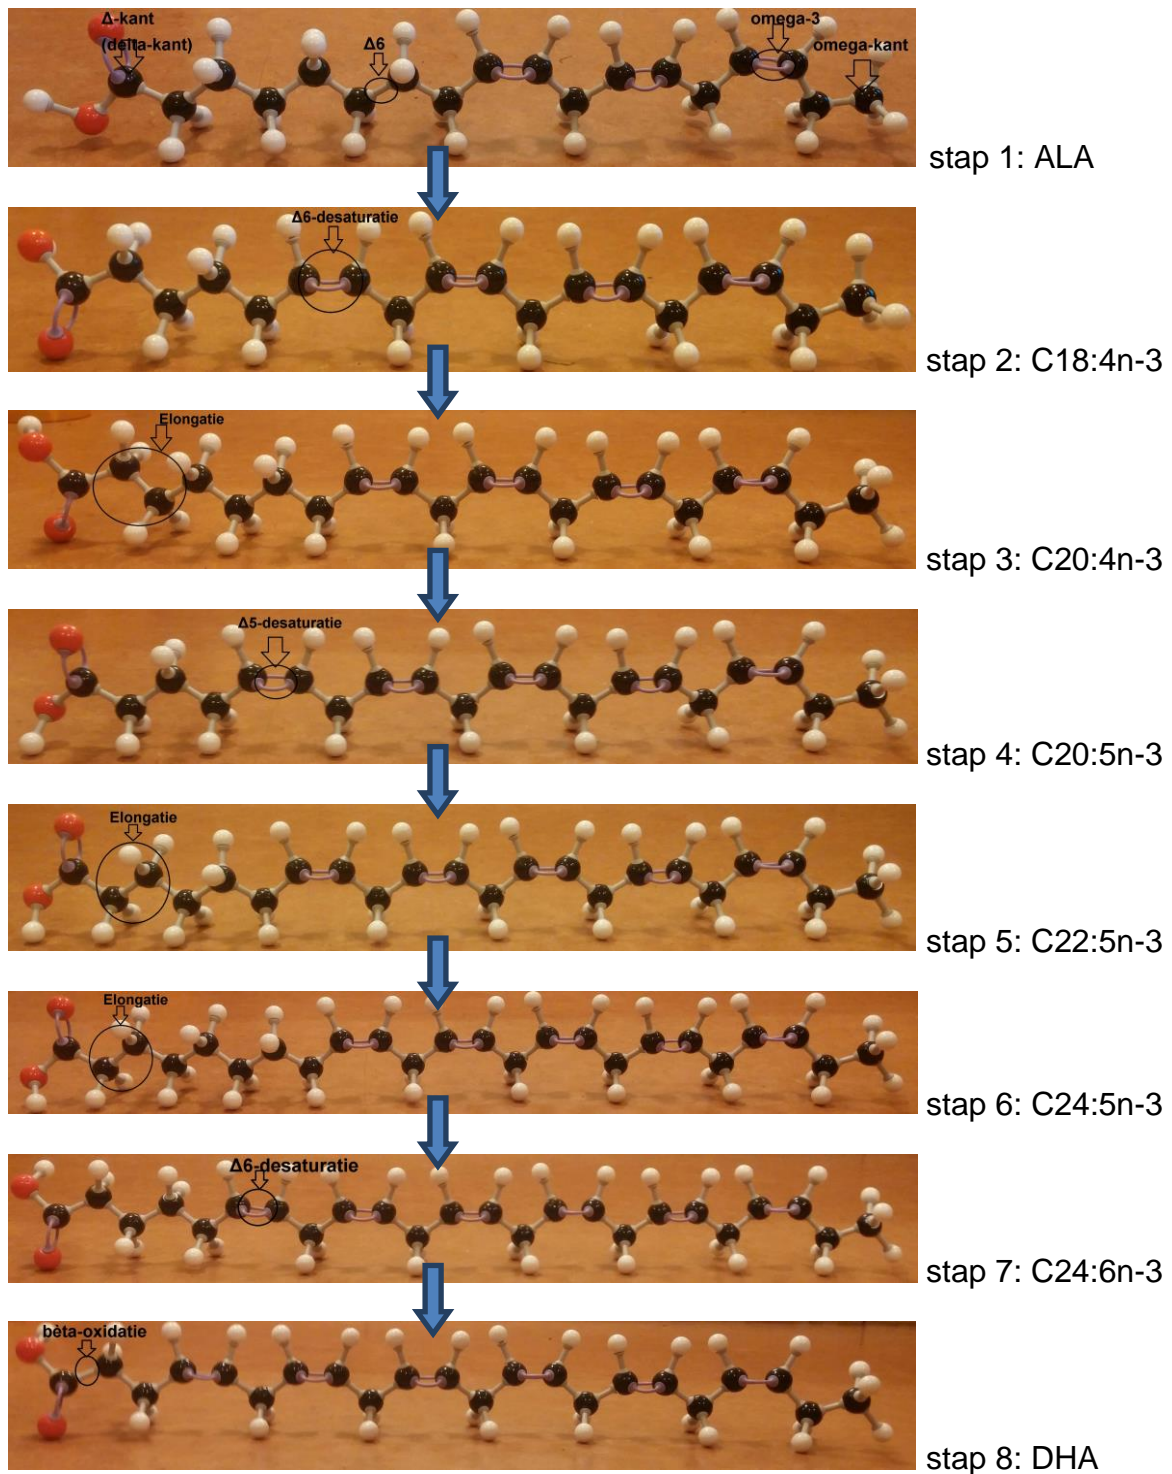 Δ-kant
(delta-kant)
Δ6
omega-3
omega-kant
stap 1: ALA
Δ6-desaturatie
stap 2: C18:4n-3
Elongatie
stap 3: C20:4n-3
Δ5-desaturatie
stap 4: C20:5n-3
Elongatie
stap 5: C22:5n-3
Elongatie
stap 6: C24:5n-3
Δ6-desaturatie
stap 7: C24:6n-3
bèta-oxidatie
stap 8: DHA